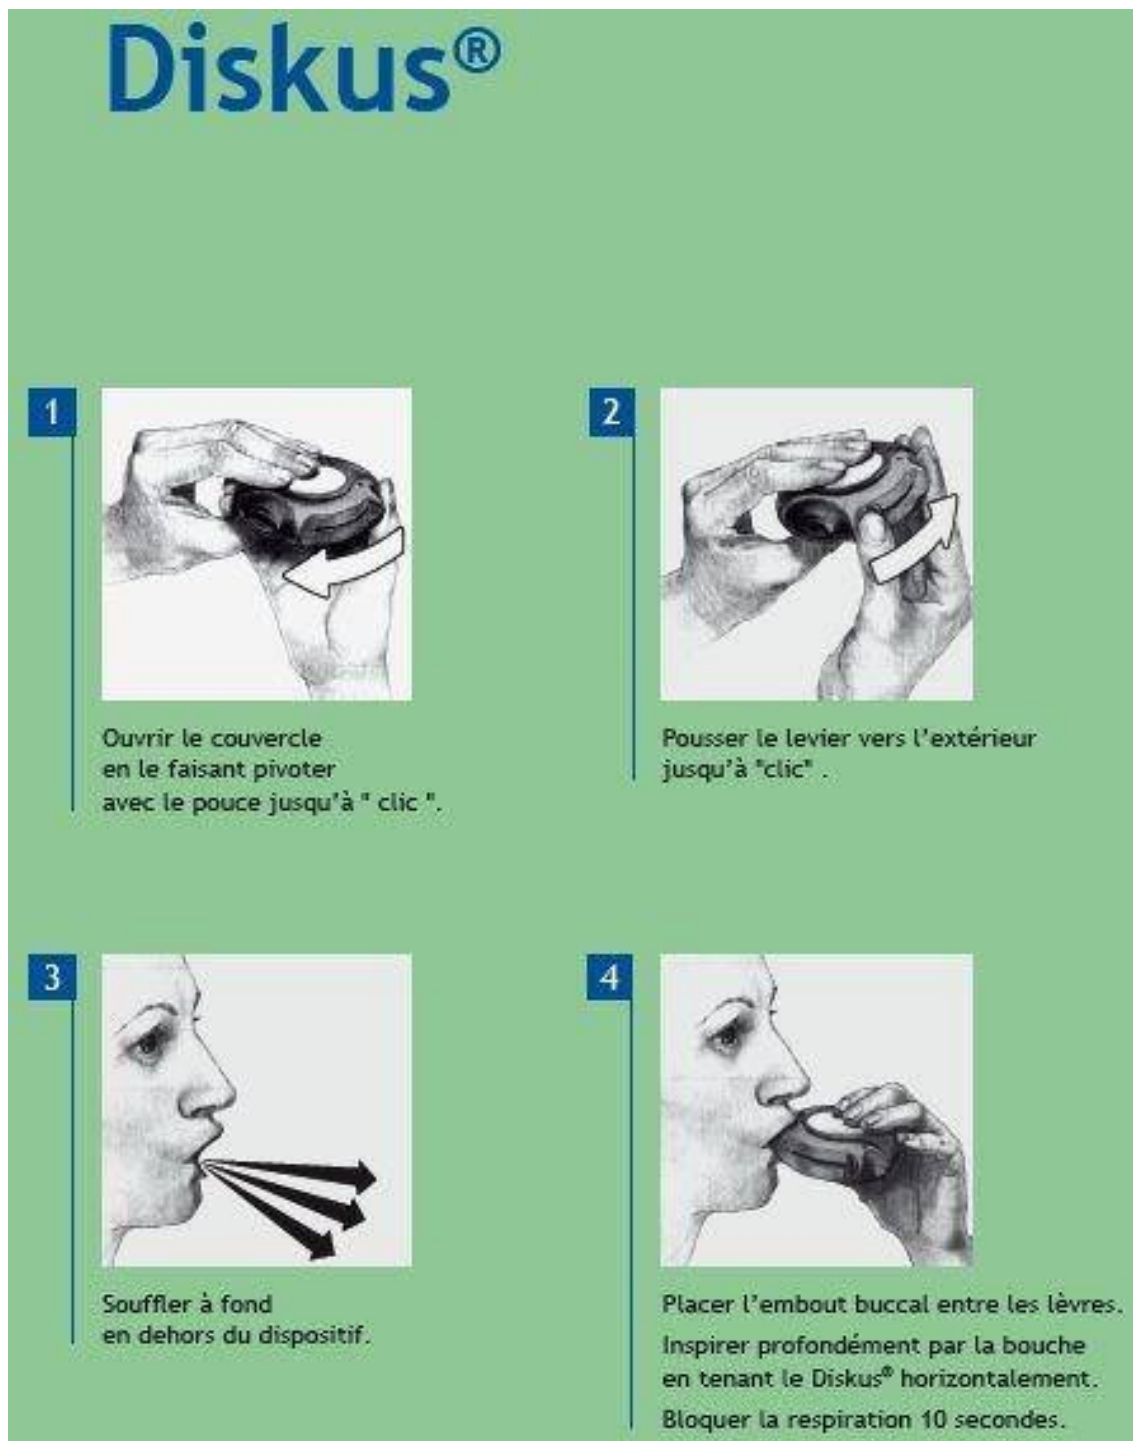 Diskus®
1
Ouvrir le couvercle
en le faisant pivoter
avec le pouce jusqu'à " clic ".
2
Pousser le levier vers l'extérieur
jusqu'à "clic" .
3
Souffler à fond
en dehors du dispositif.
4
Placer l'embout buccal entre les lèvres.
Inspirer profondément par la bouche
en tenant le Diskus® horizontalement.
Bloquer la respiration 10 secondes.